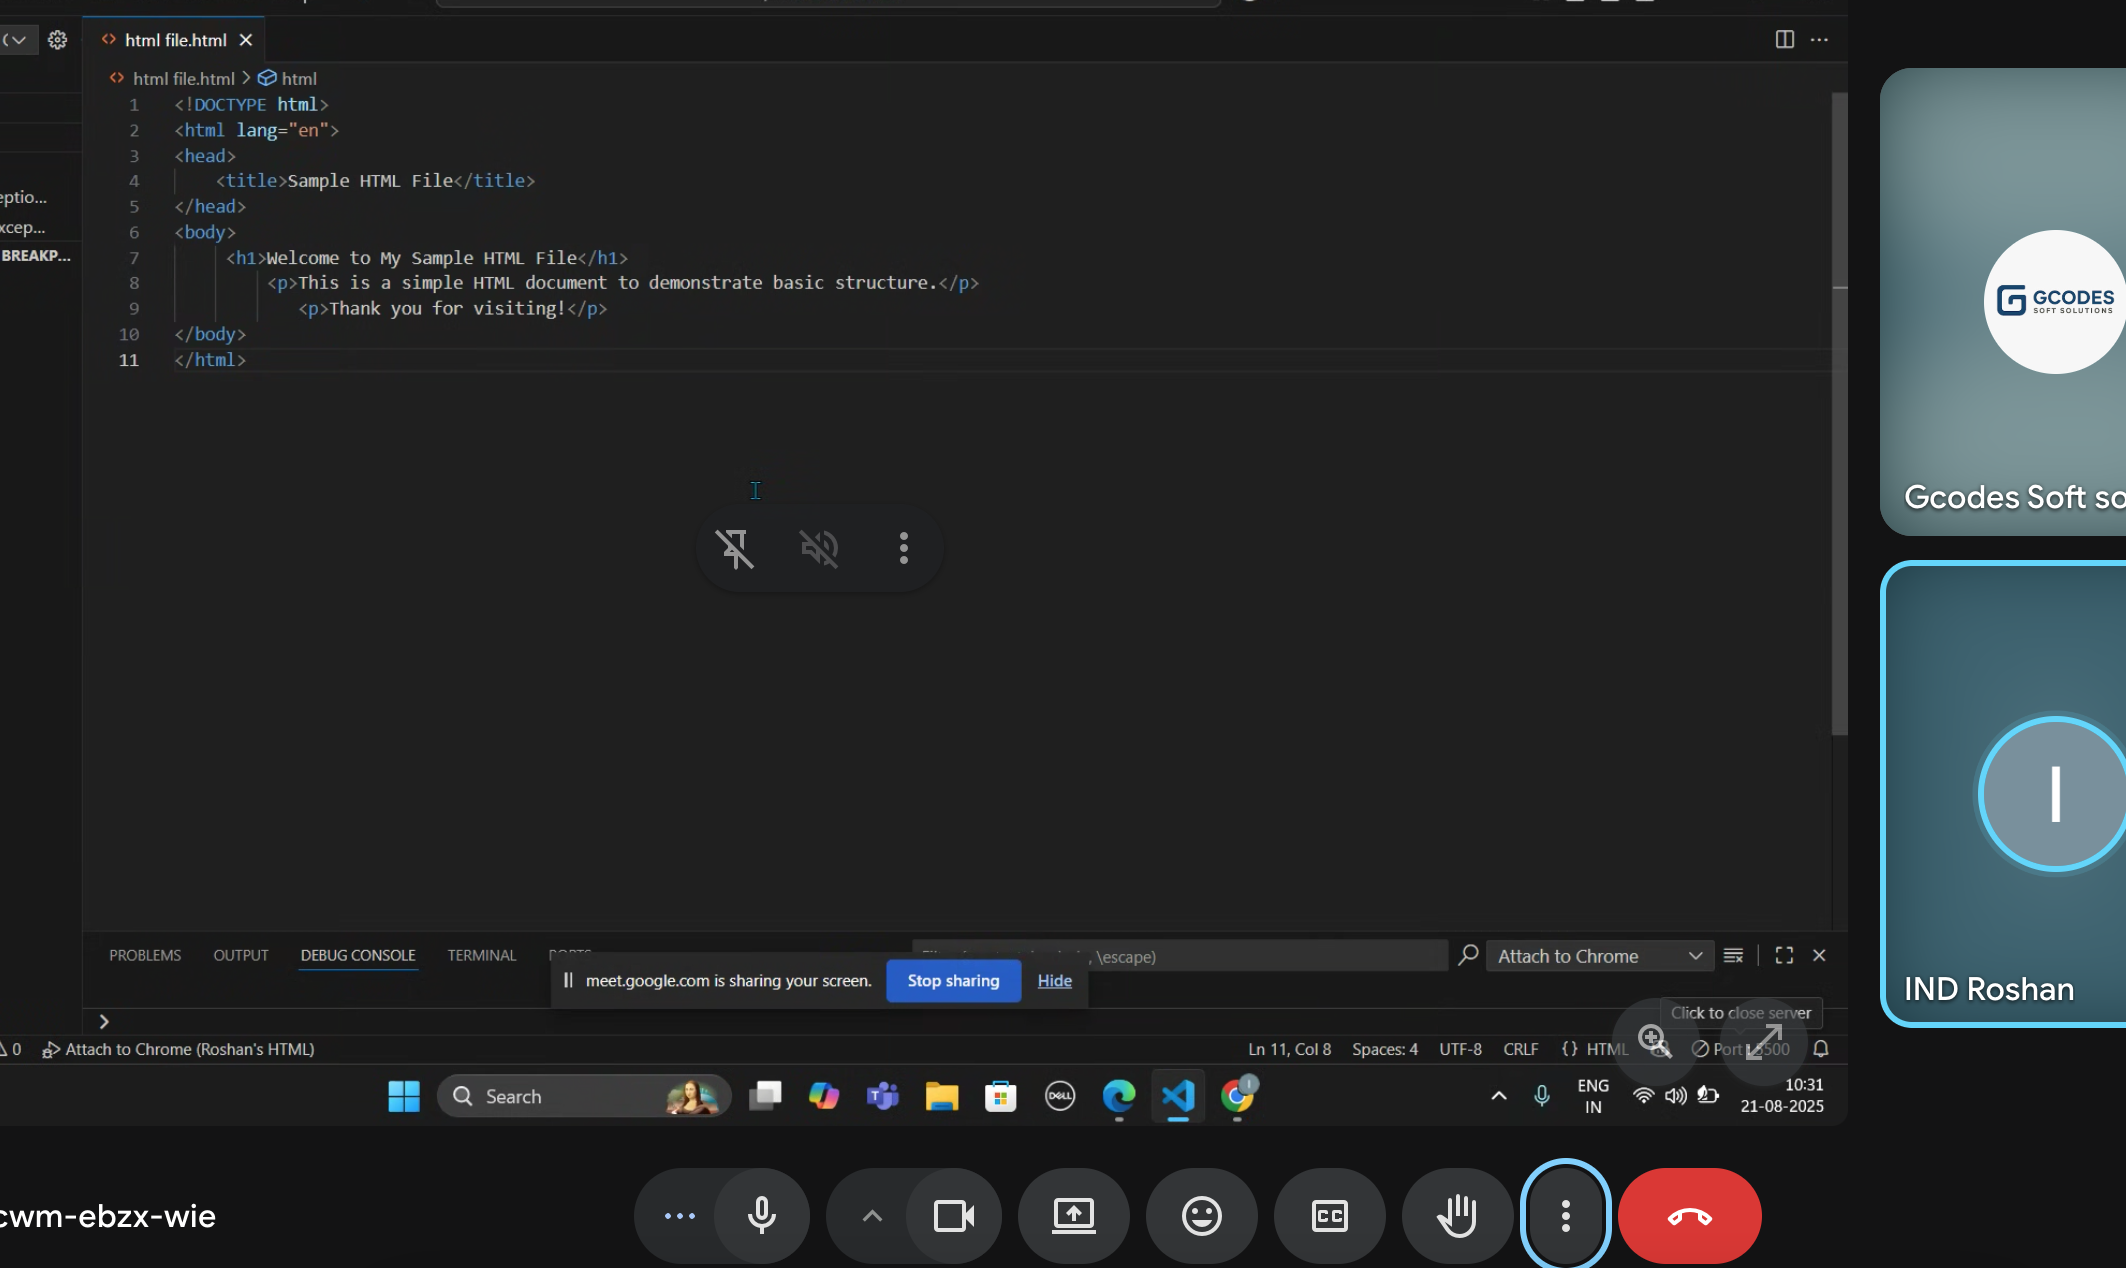 html file.html
html file.html > html
1 <!DOCTYPE html>
2 <html lang="en">
3 <head>
4 <title>Sample HTML File</title>
5 </head>
6 <body>
7 <h1>Welcome to My Sample HTML File</h1>
8 <p>This is a simple HTML document to demonstrate basic structure.</p>
9 <p>Thank you for visiting!</p>
10 </body>
11 </html>
eptio...
xcep...
BREAKP...
GCODES
SOFT SOLUTIONS
Gcodes Soft so
I
IND Roshan
PROBLEMS OUTPUT DEBUG CONSOLE TERMINAL PORTS
, \escape)
Attach to Chrome
meet.google.com is sharing your screen. Stop sharing Hide
Click to close server
0 Attach to Chrome (Roshan's HTML) Ln 11, Col 8 Spaces: 4 UTF-8 CRLF {} HTML Port : 5500
Search
T
DELL
I
ENG
IN
10:31
21-08-2025
cwm-ebzx-wie
CC